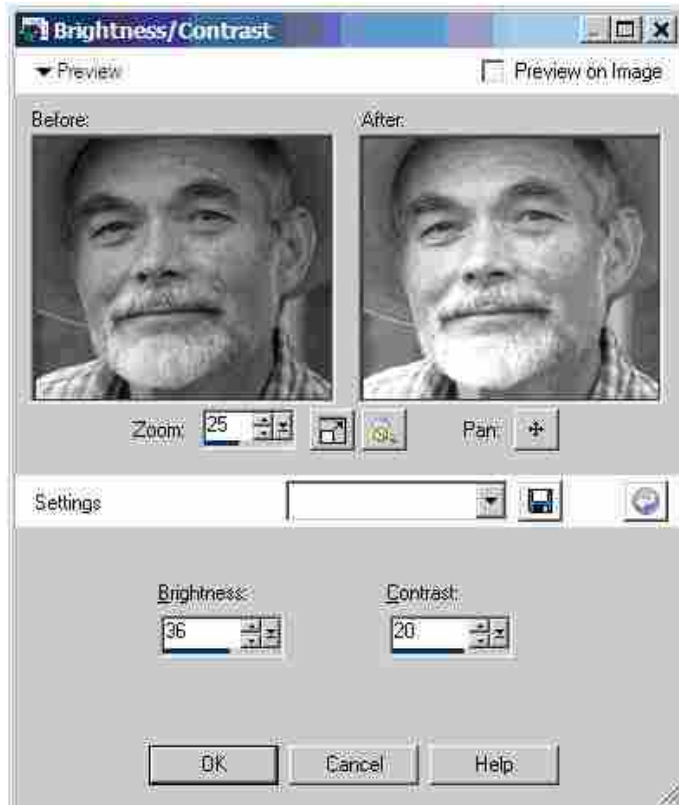 Brightness/Contrast
Preview
Preview on Image
Before:
After:
Zoom: 25
Pan:
Settings
Brightness:
Contrast:
36
20
OK
Cancel
Help